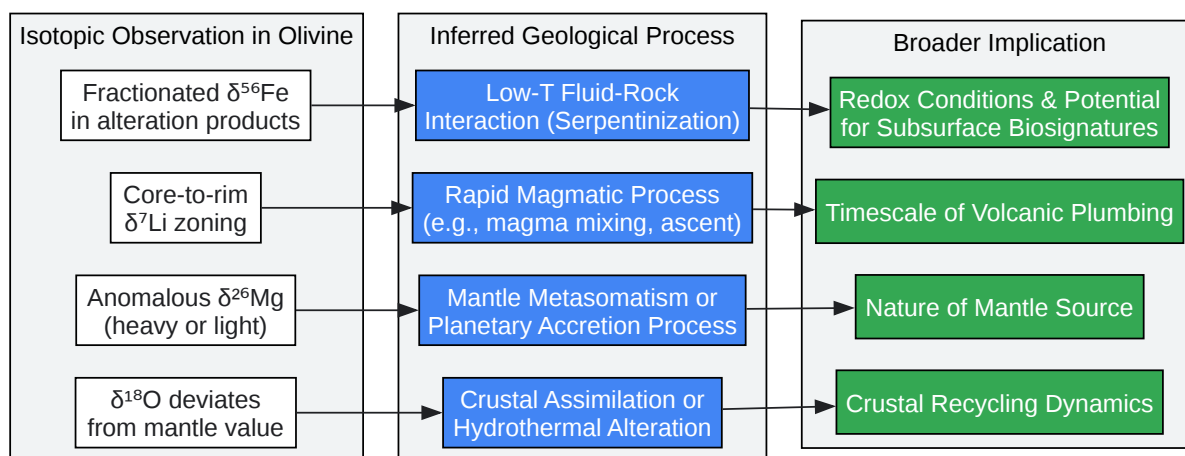 Isotopic Observation in Olivine
Fractionated δ⁵⁶Fe
in alteration products
Core-to-rim
δ⁷Li zoning
Anomalous δ²⁶Mg
(heavy or light)
δ¹⁸O deviates
from mantle value
Inferred Geological Process
Low-T Fluid-Rock
Interaction (Serpentinization)
Rapid Magmatic Process
(e.g., magma mixing, ascent)
Mantle Metasomatism or
Planetary Accretion Process
Crustal Assimilation or
Hydrothermal Alteration
Broader Implication
Redox Conditions & Potential
for Subsurface Biosignatures
Timescale of Volcanic Plumbing
Nature of Mantle Source
Crustal Recycling Dynamics